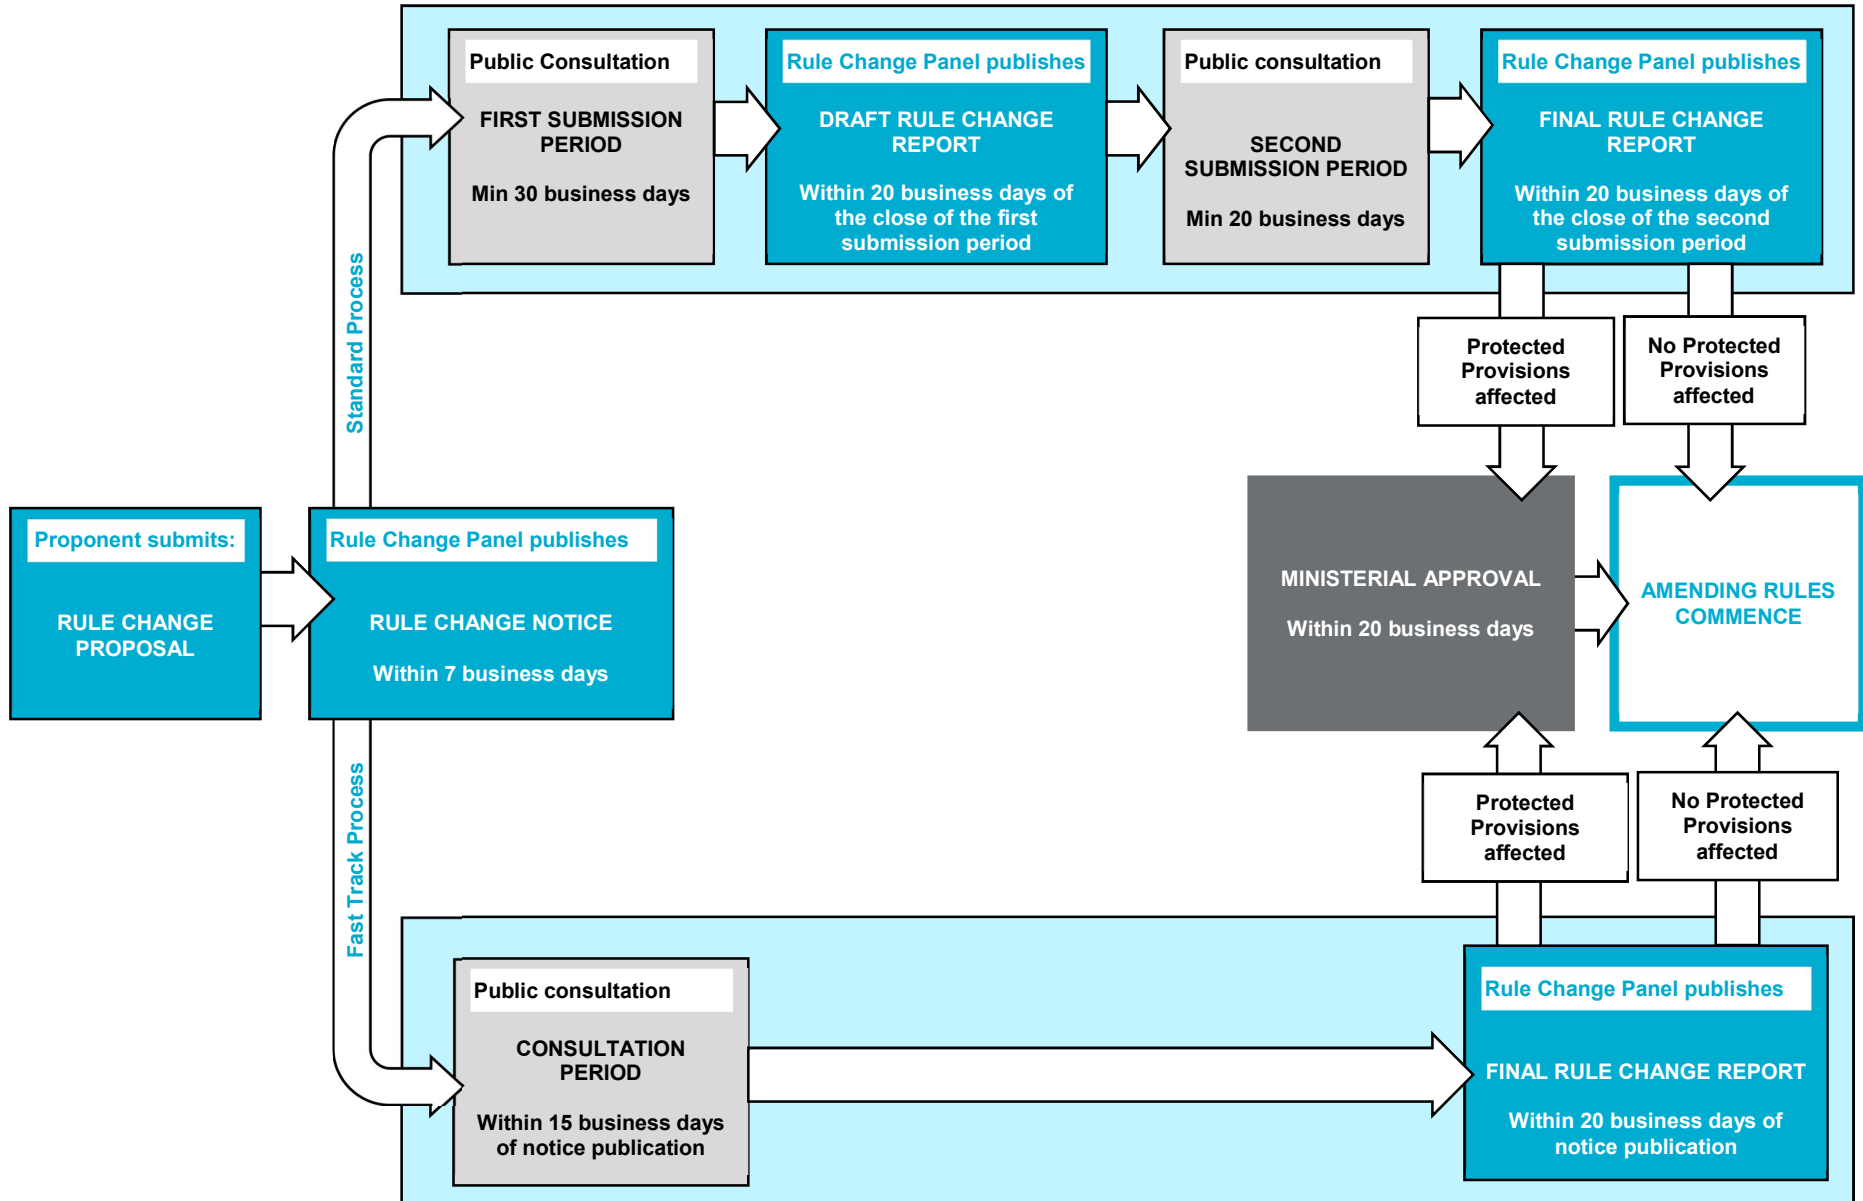 Public Consultation
FIRST SUBMISSION
PERIOD
Min 30 business days
Rule Change Panel publishes
DRAFT RULE CHANGE
REPORT
Within 20 business days of
the close of the first
submission period
Public consultation
SECOND
SUBMISSION PERIOD
Min 20 business days
Rule Change Panel publishes
FINAL RULE CHANGE
REPORT
Within 20 business days of
the close of the second
submission period
Standard Process
Protected
Provisions
affected
No Protected
Provisions
affected
Proponent submits:
RULE CHANGE
PROPOSAL
Rule Change Panel publishes
RULE CHANGE NOTICE
Within 7 business days
MINISTERIAL APPROVAL
Within 20 business days
AMENDING RULES
COMMENCE
Fast Track Process
Protected
Provisions
affected
No Protected
Provisions
affected
Public consultation
CONSULTATION
PERIOD
Within 15 business days
of notice publication
Rule Change Panel publishes
FINAL RULE CHANGE REPORT
Within 20 business days of
notice publication